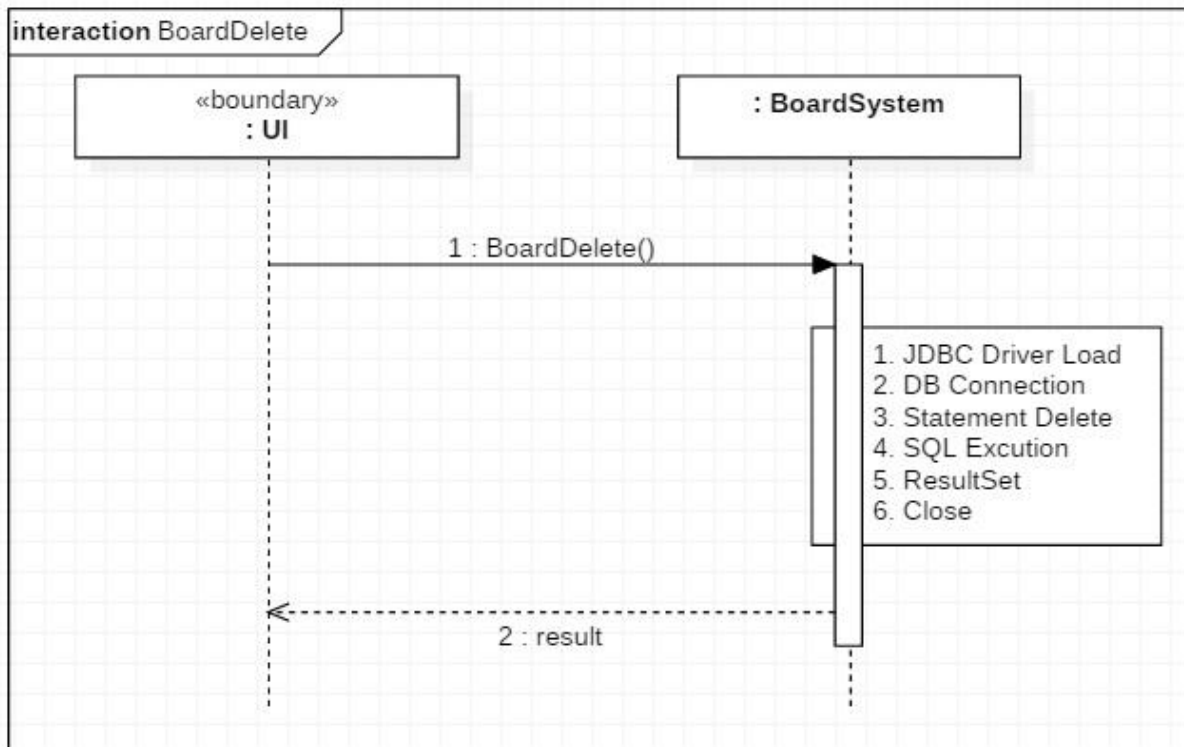 interaction BoardDelete
«boundary»
: UI
: BoardSystem
1 : BoardDelete()
1. JDBC Driver Load
2. DB Connection
3. Statement Delete
4. SQL Excution
5. ResultSet
6. Close
2 : result